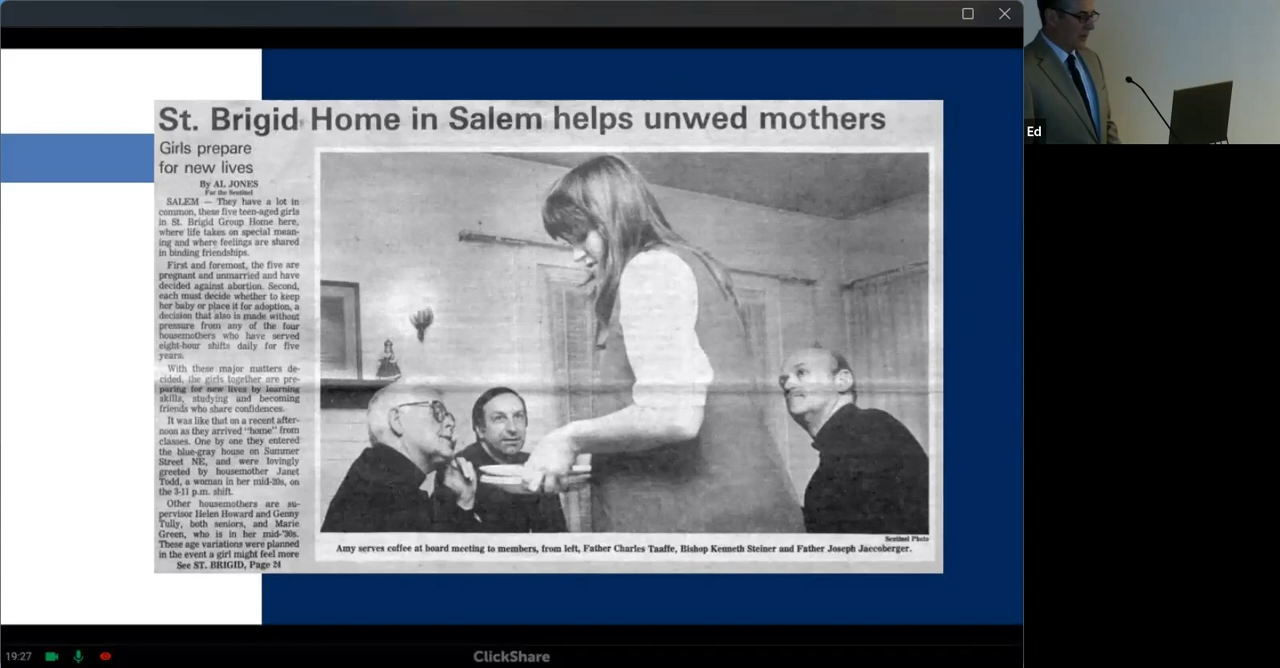 St. Brigid Home in Salem helps unwed mothers
Girls prepare
for new lives
By AL JONES
For the Sentinel
SALEM — They have a lot in
common, these five teen-aged girls
in St. Brigid Group Home here,
where life takes on special mean-
ing and where feelings are shared
in binding friendships.
First and foremost, the five are
pregnant and unmarried and have
decided against abortion. Second,
each must decide whether to keep
her baby or place it for adoption, a
decision that also is made without
pressure from any of the four
housemothers who have served
eight-hour shifts daily for five
years.
With these major matters de-
cided, the girls together are pre-
paring for new lives by learning
skills, studying and becoming
friends who share confidences.
It was like that on a recent after-
noon as they arrived "home" from
classes. One by one they entered
the blue-gray house on Summer
Street NE, and were lovingly
greeted by housemother Janet
Todd, a woman in her mid-20s, on
the 3-11 p.m. shift.
Other housemothers are su-
pervisor Helen Howard and Genny
Tully, both seniors, and Marie
Green, who is in her mid-'30s.
These age variations were planned
in the event a girl might feel more
See ST. BRIGID, Page 24
Sentinel Photo
Amy serves coffee at board meeting to members, from left, Father Charles Taaffe, Bishop Kenneth Steiner and Father Joseph Jaccoberger.
Ed
19:27
ClickShare